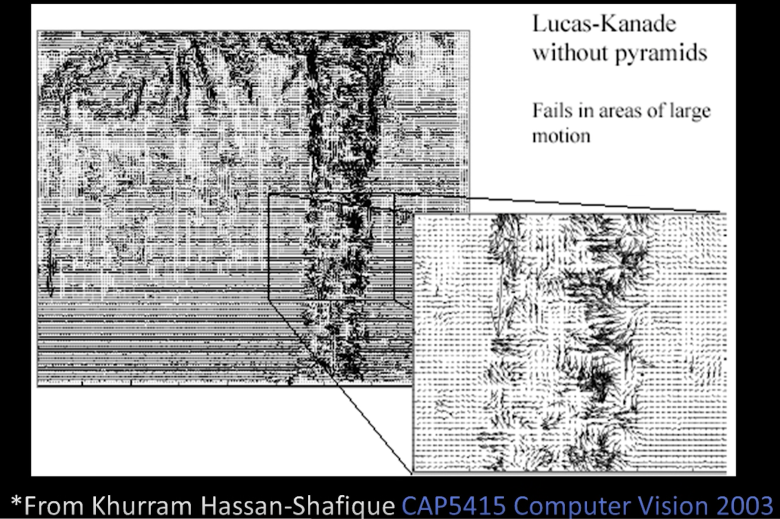 Lucas-Kanade
without pyramids
Fails in areas of large
motion
*From Khurram Hassan-Shafique CAP5415 Computer Vision 2003